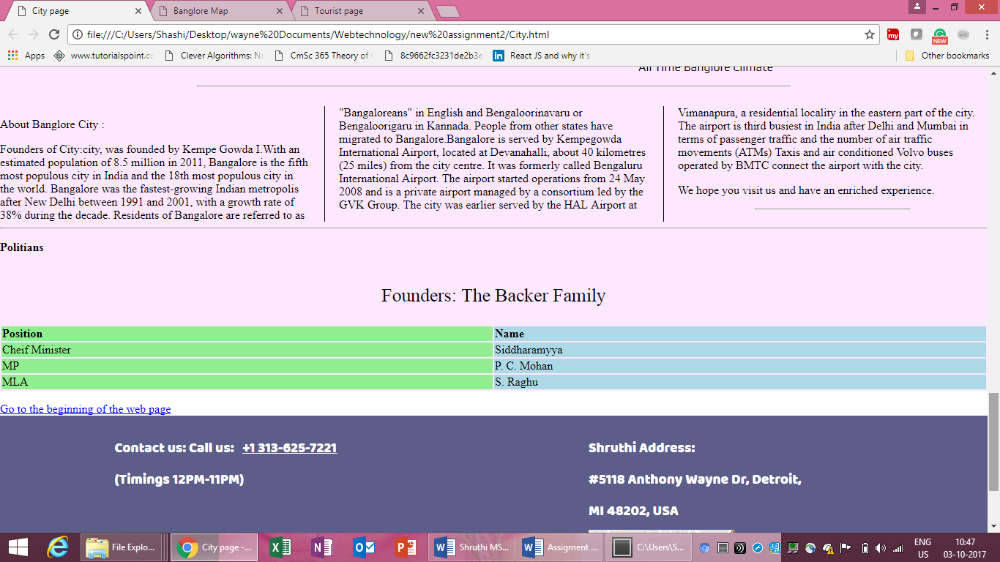 City page
Banglore Map
Tourist page
file:///C:/Users/Shashi/Desktop/wayne%20Documents/Webtechnology/new%20assignment2/City.html
my
NEW
Apps
www.tutorialspoint.co
Clever Algorithms: Na
CmSc 365 Theory of
8c9662fc3231de2b3e
in
React JS and why it's
Other bookmarks
All Time Banglore Climate
About Banglore City :
Founders of City:city, was founded by Kempe Gowda I.With an
estimated population of 8.5 million in 2011, Bangalore is the fifth
most populous city in India and the 18th most populous city in
the world. Bangalore was the fastest-growing Indian metropolis
after New Delhi between 1991 and 2001, with a growth rate of
38% during the decade. Residents of Bangalore are referred to as
"Bangaloreans" in English and Bengaloorinavaru or
Bengaloorigaru in Kannada. People from other states have
migrated to Bangalore.Bangalore is served by Kempegowda
International Airport, located at Devanahalli, about 40 kilometres
(25 miles) from the city centre. It was formerly called Bengaluru
International Airport. The airport started operations from 24 May
2008 and is a private airport managed by a consortium led by the
GVK Group. The city was earlier served by the HAL Airport at
Vimanapura, a residential locality in the eastern part of the city.
The airport is third busiest in India after Delhi and Mumbai in
terms of passenger traffic and the number of air traffic
movements (ATMs) Taxis and air conditioned Volvo buses
operated by BMTC connect the airport with the city.
We hope you visit us and have an enriched experience.
Politians
Founders: The Backer Family
Position Name
Cheif Minister Siddharamyya
MP P. C. Mohan
MLA S. Raghu
Go to the beginning of the web page
Contact us: Call us: +1 313-625-7221
(Timings 12PM-11PM)
Shruthi Address:
#5118 Anthony Wayne Dr, Detroit,
MI 48202, USA
File Explo...
City page -...
Shruthi MS...
Assigment ...
C:\Users\S...
ENG
US
10:47
03-10-2017